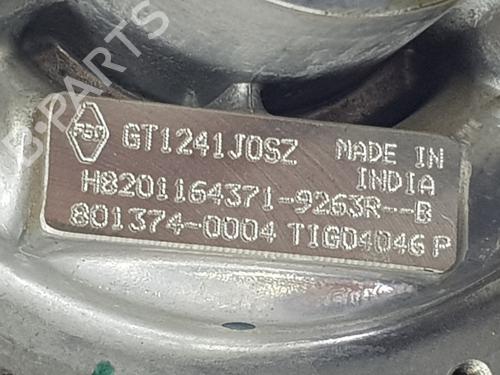 GT1241JOSZ MADE IN
INDIA
H8201164371-9263R--B
801374-0004 TIG04046 P
B-PARTS